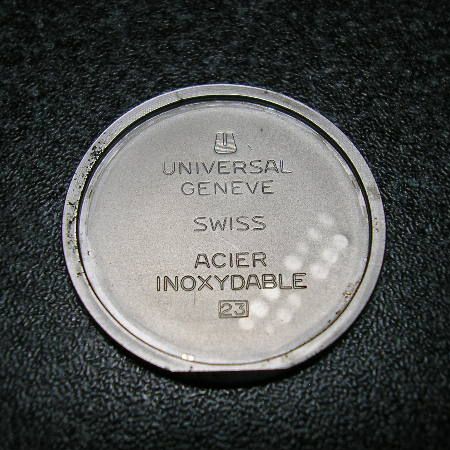 UNIVERSAL
GENEVE
SWISS
ACIER
INOXYDABLE
23